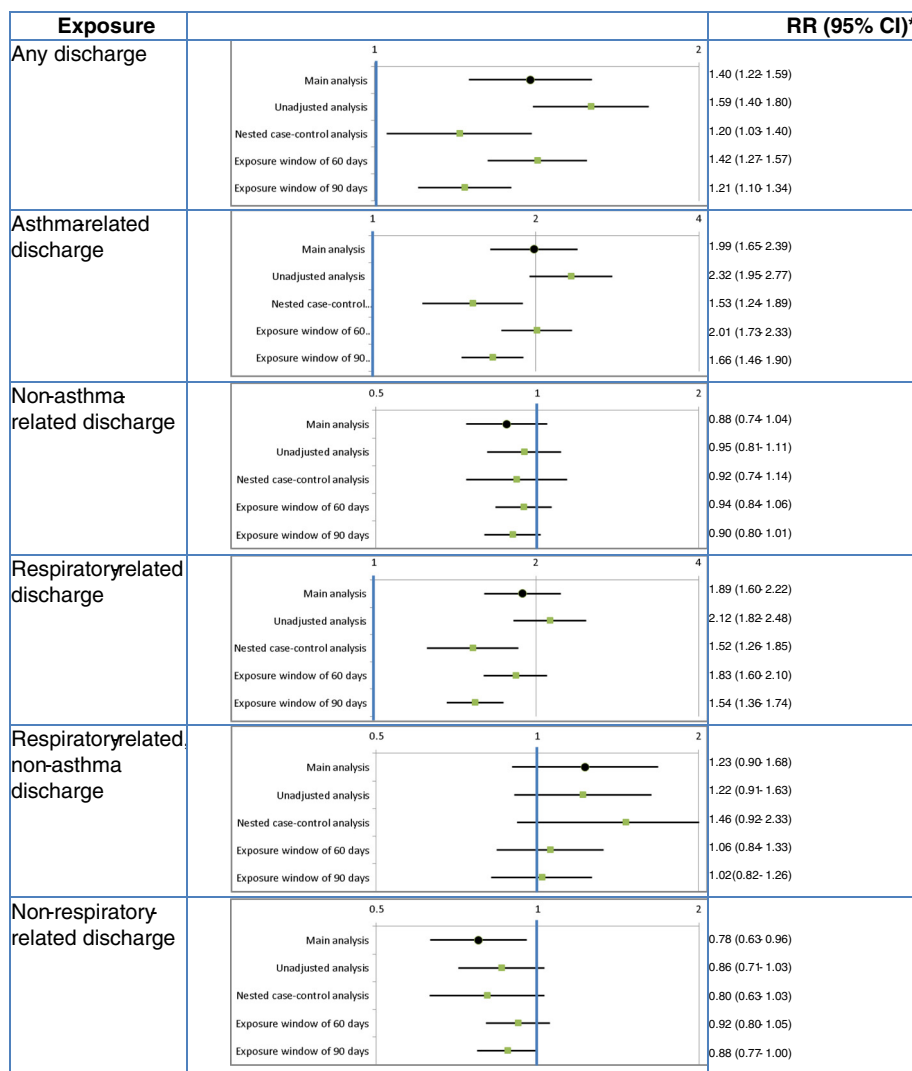 Exposure RR (95% CI)*
Any discharge
1 2
Main analysis 1.40 (1.22- 1.59)
Unadjusted analysis 1.59 (1.40- 1.80)
Nested case-control analysis 1.20 (1.03- 1.40)
Exposure window of 60 days 1.42 (1.27- 1.57)
Exposure window of 90 days 1.21 (1.10- 1.34)
Asthma-related
discharge
1 2 4
Main analysis 1.99 (1.65- 2.39)
Unadjusted analysis 2.32 (1.95- 2.77)
Nested case-control... 1.53 (1.24- 1.89)
Exposure window of 60... 2.01 (1.73- 2.33)
Exposure window of 90... 1.66 (1.46- 1.90)
Non-asthma
related discharge
0.5 1 2
Main analysis 0.88 (0.74- 1.04)
Unadjusted analysis 0.95 (0.81- 1.11)
Nested case-control analysis 0.92 (0.74- 1.14)
Exposure window of 60 days 0.94 (0.84- 1.06)
Exposure window of 90 days 0.90 (0.80- 1.01)
Respiratory-related
discharge
1 2 4
Main analysis 1.89 (1.60- 2.22)
Unadjusted analysis 2.12 (1.82- 2.48)
Nested case-control analysis 1.52 (1.26- 1.85)
Exposure window of 60 days 1.83 (1.60- 2.10)
Exposure window of 90 days 1.54 (1.36- 1.74)
Respiratory-related,
non-asthma
discharge
0.5 1 2
Main analysis 1.23 (0.90- 1.68)
Unadjusted analysis 1.22 (0.91- 1.63)
Nested case-control analysis 1.46 (0.92- 2.33)
Exposure window of 60 days 1.06 (0.84- 1.33)
Exposure window of 90 days 1.02(0.82- 1.26)
Non-respiratory-
related discharge
0.5 1 2
Main analysis 0.78 (0.63- 0.96)
Unadjusted analysis 0.86 (0.71- 1.03)
Nested case-control analysis 0.80 (0.63- 1.03)
Exposure window of 60 days 0.92 (0.80- 1.05)
Exposure window of 90 days 0.88 (0.77- 1.00)